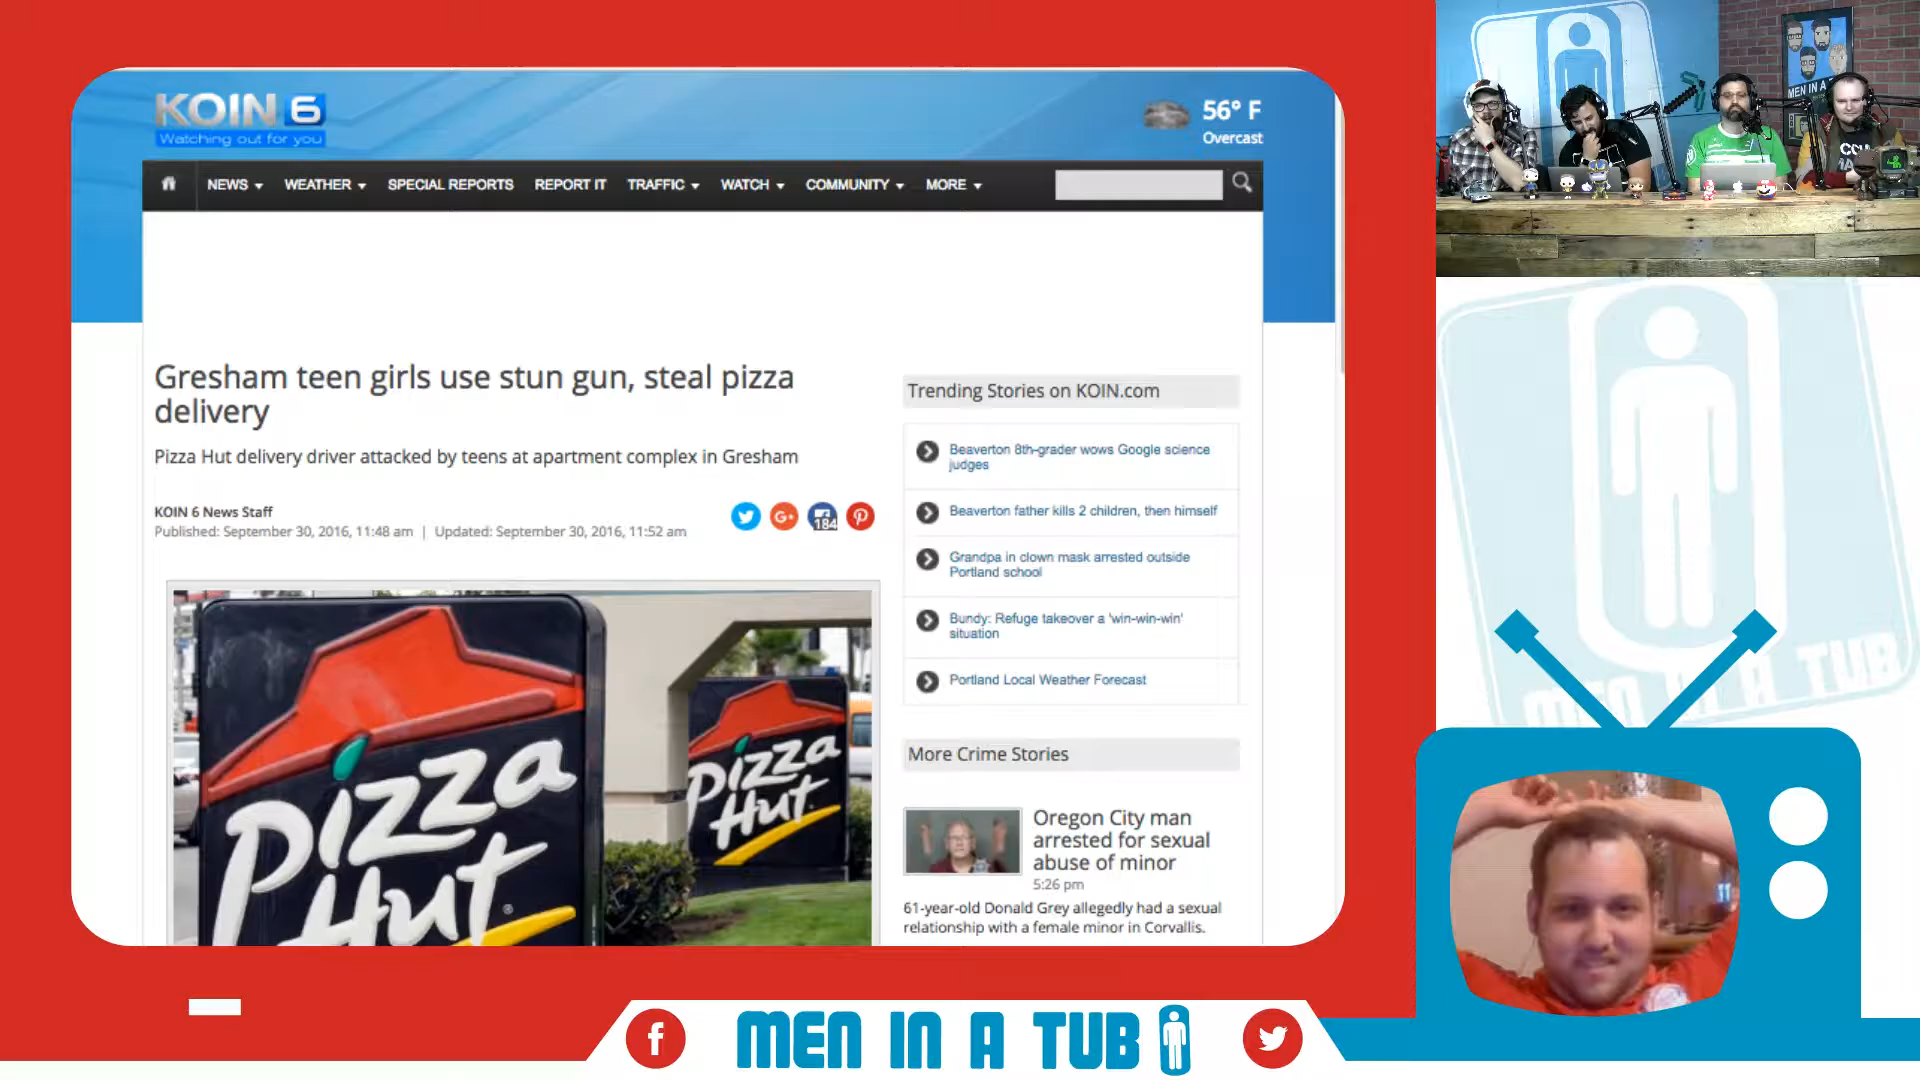 KOIN 6
Watching out for you
56° F
Overcast
NEWS
WEATHER
SPECIAL REPORTS
REPORT IT
TRAFFIC
WATCH
COMMUNITY
MORE
Gresham teen girls use stun gun, steal pizza
delivery
Pizza Hut delivery driver attacked by teens at apartment complex in Gresham
KOIN 6 News Staff
Published: September 30, 2016, 11:48 am | Updated: September 30, 2016, 11:52 am
G+
184
Trending Stories on KOIN.com
Beaverton 8th-grader wows Google science
judges
Beaverton father kills 2 children, then himself
Grandpa in clown mask arrested outside
Portland school
Bundy: Refuge takeover a 'win-win-win'
situation
Portland Local Weather Forecast
More Crime Stories
Oregon City man
arrested for sexual
abuse of minor
5:26 pm
61-year-old Donald Grey allegedly had a sexual
relationship with a female minor in Corvallis.
Pizza
Hut
Pizza
Hut
MEN IN A
MEN IN A TUB
MEN IN A TUB